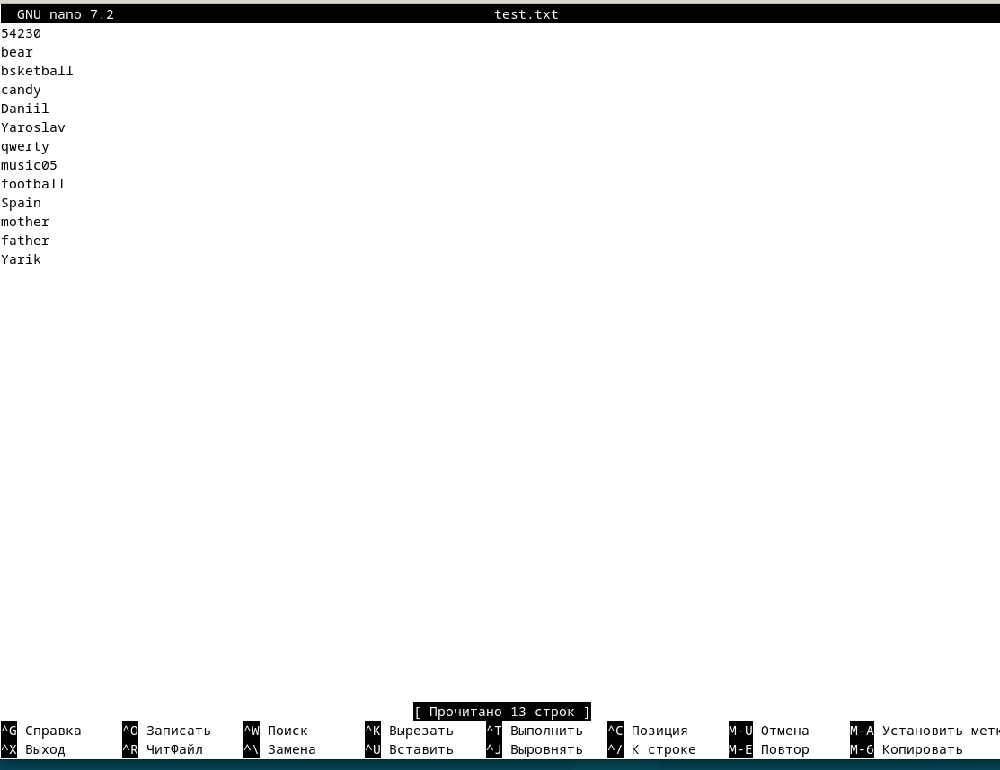 GNU nano 7.2 test.txt
54230
bear
bsketball
candy
Daniil
Yaroslav
qwerty
music05
football
Spain
mother
father
Yarik
[ Прочитано 13 строк ]
^G Справка ^O Записать ^W Поиск ^K Вырезать ^T Выполнить ^C Позиция M-U Отмена M-A Установить метк
^X Выход ^R ЧитФайл ^\ Замена ^U Вставить ^J Выровнять ^/ К строке M-E Повтор M-6 Копировать